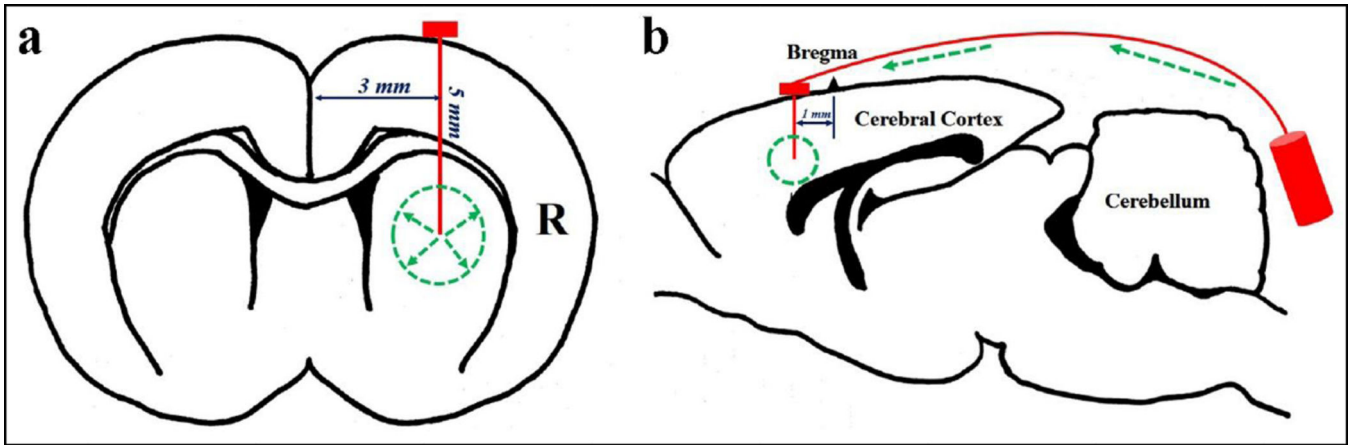 a
3 mm
5 mm
R
b
Bregma
1 mm
Cerebral Cortex
Cerebellum